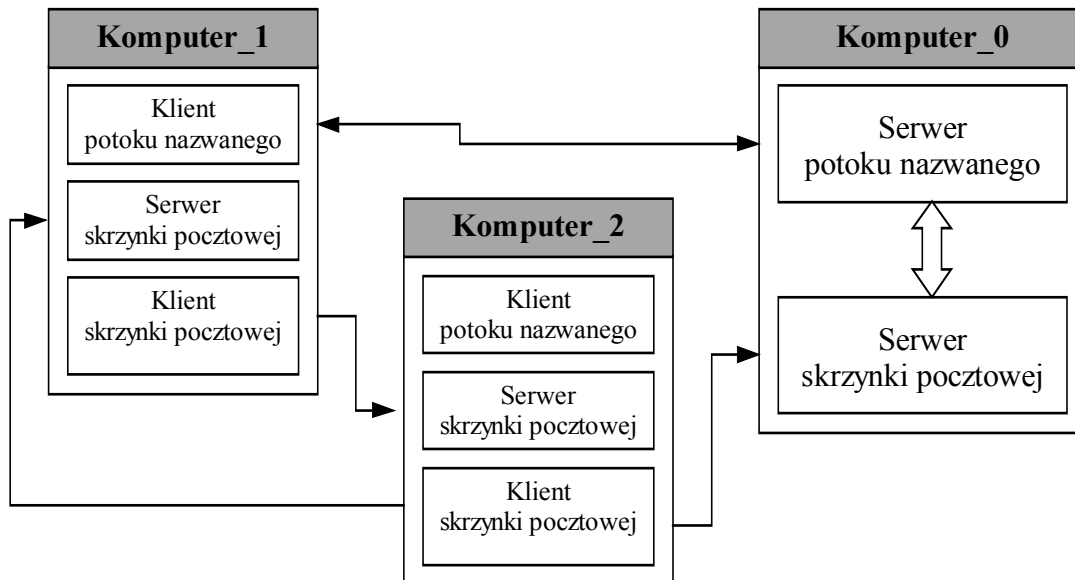 Komputer_1
Klient
potoku nazwanego
Serwer
skrzynki pocztowej
Klient
skrzynki pocztowej
Komputer_2
Klient
potoku nazwanego
Serwer
skrzynki pocztowej
Klient
skrzynki pocztowej
Komputer_0
Serwer
potoku nazwanego
Serwer
skrzynki pocztowej